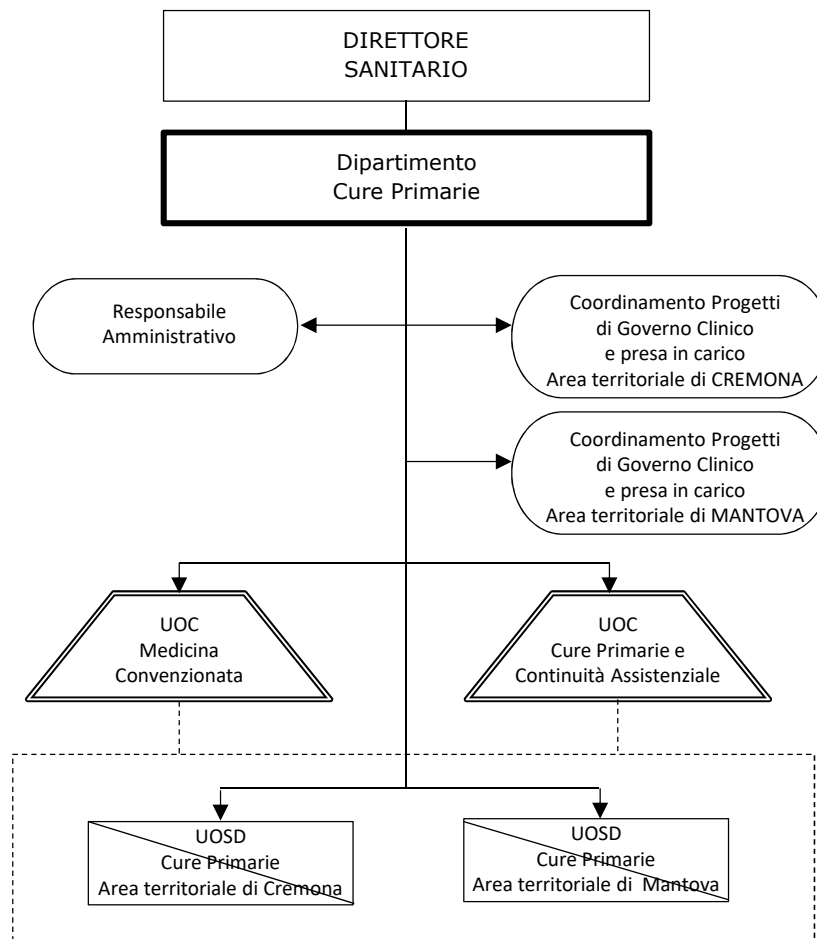 DIRETTORE
SANITARIO
Dipartimento
Cure Primarie
Responsabile
Amministrativo
Coordinamento Progetti
di Governo Clinico
e presa in carico
Area territoriale di CREMONA
Coordinamento Progetti
di Governo Clinico
e presa in carico
Area territoriale di MANTOVA
UOC
Medicina
Convenzionata
UOC
Cure Primarie e
Continuità Assistenziale
UOSD
Cure Primarie
Area territoriale di Cremona
UOSD
Cure Primarie
Area territoriale di Mantova